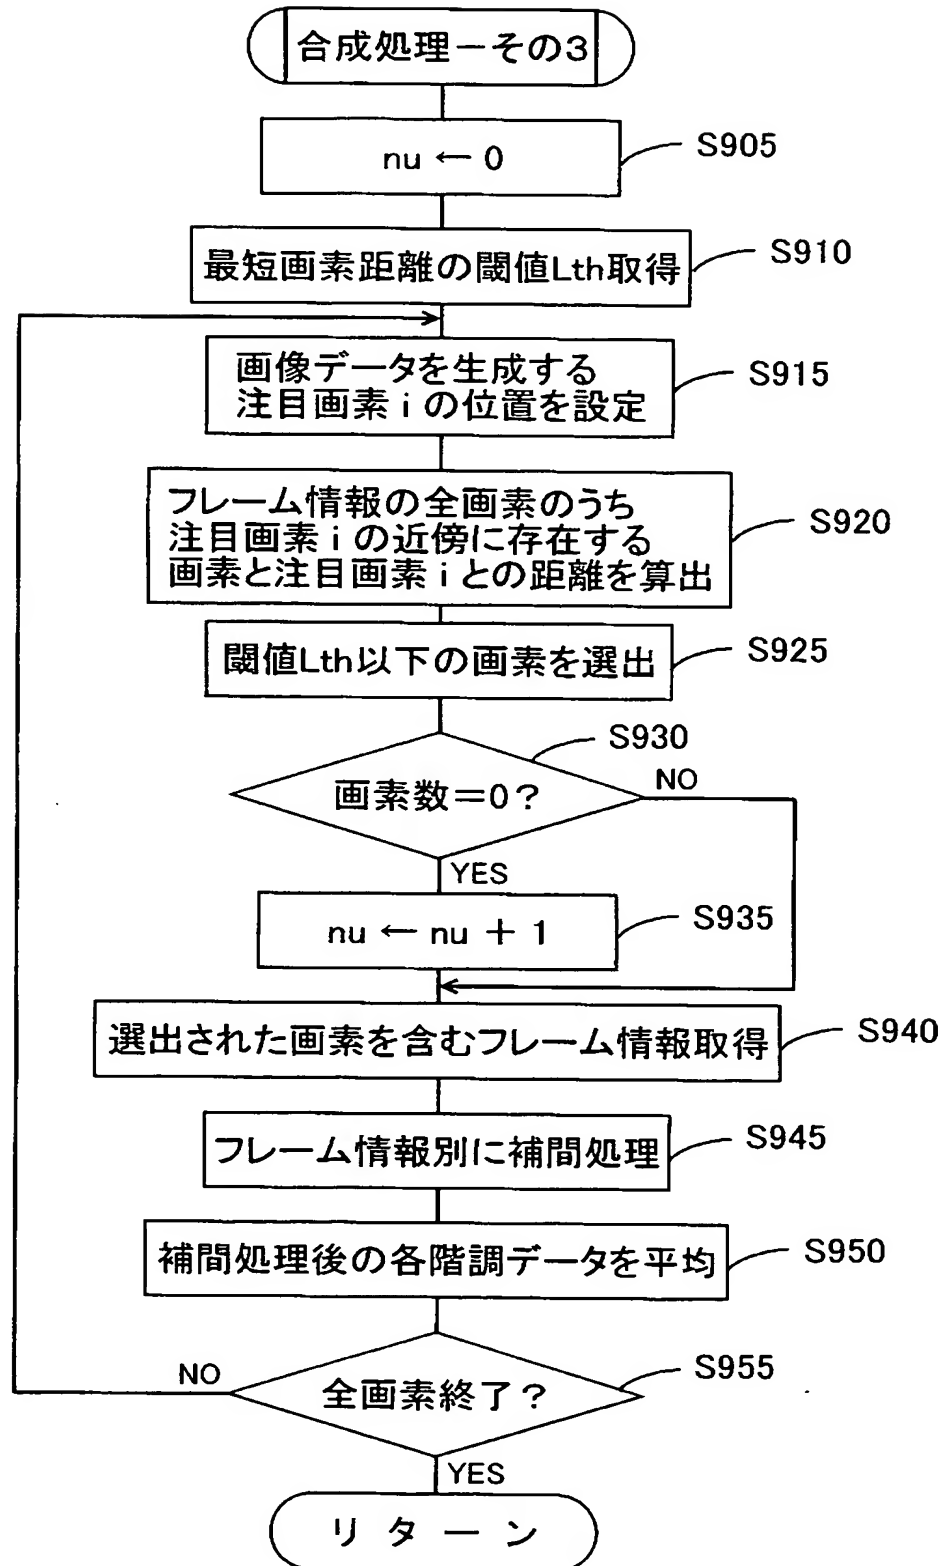 合成処理－その3
nu ← 0
S905
最短画素距離の閾値Lth取得
S910
画像データを生成する
注目画素 i の位置を設定
S915
フレーム情報の全画素のうち
注目画素 i の近傍に存在する
画素と注目画素 i との距離を算出
S920
閾値Lth以下の画素を選出
S925
S930
画素数＝0？
NO
YES
nu ← nu ＋ 1
S935
選出された画素を含むフレーム情報取得
S940
フレーム情報別に補間処理
S945
補間処理後の各階調データを平均
S950
全画素終了？
S955
NO
YES
リターン